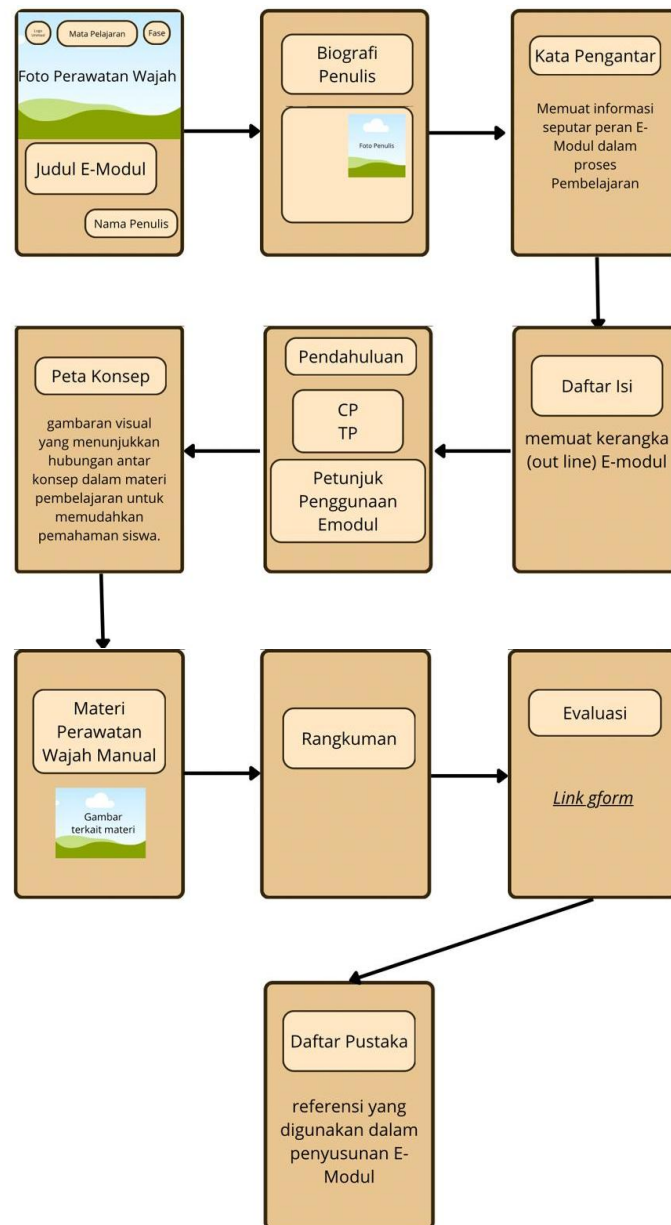 Logo
Mata Pelajaran
Fase
Foto Perawatan Wajah
Judul E-Modul
Nama Penulis
Biografi
Penulis
Foto Penulis
Kata Pengantar
Memuat informasi
seputar peran E-
Modul dalam
proses
Pembelajaran
Daftar Isi
memuat kerangka
(out line) E-modul
Pendahuluan
CP
TP
Petunjuk
Penggunaan
Emodul
Peta Konsep
gambaran visual
yang menunjukkan
hubungan antar
konsep dalam materi
pembelajaran untuk
memudahkan
pemahaman siswa.
Materi
Perawatan
Wajah Manual
Gambar
terkait materi
Rangkuman
Evaluasi
Link gform
Daftar Pustaka
referensi yang
digunakan dalam
penyusunan E-
Modul